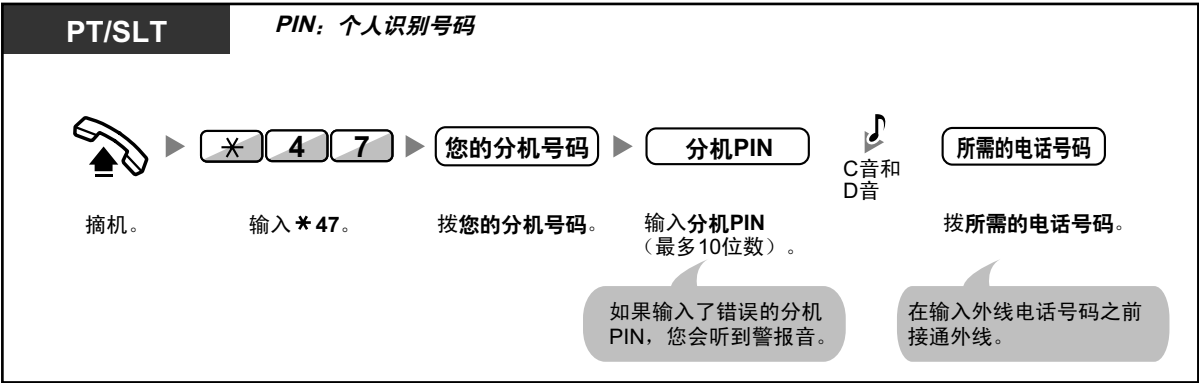 PT/SLT
PIN：个人识别号码
＊ 4 7
您的分机号码
分机PIN
C音和
D音
所需的电话号码
摘机。
输入＊47。
拨您的分机号码。
输入分机PIN
（最多10位数）。
拨所需的电话号码。
如果输入了错误的分机
PIN，您会听到警报音。
在输入外线电话号码之前
接通外线。